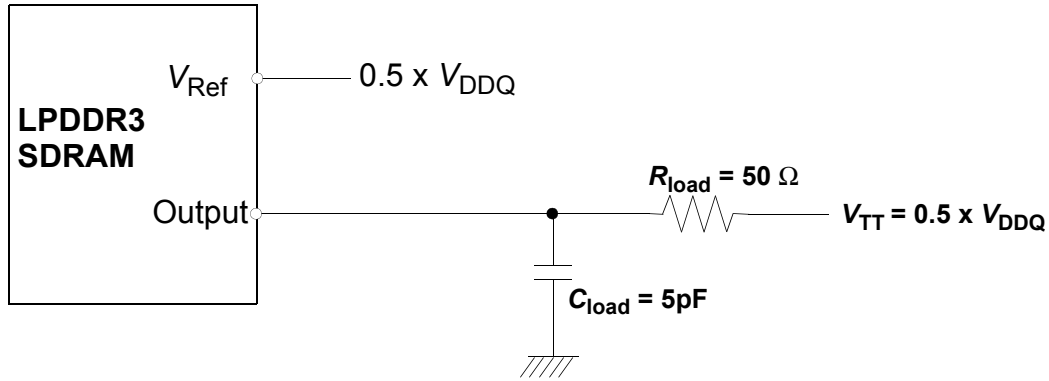 VRef
0.5 x VDDQ
LPDDR3
SDRAM
Output
Rload = 50 Ω
VTT = 0.5 x VDDQ
Cload = 5pF